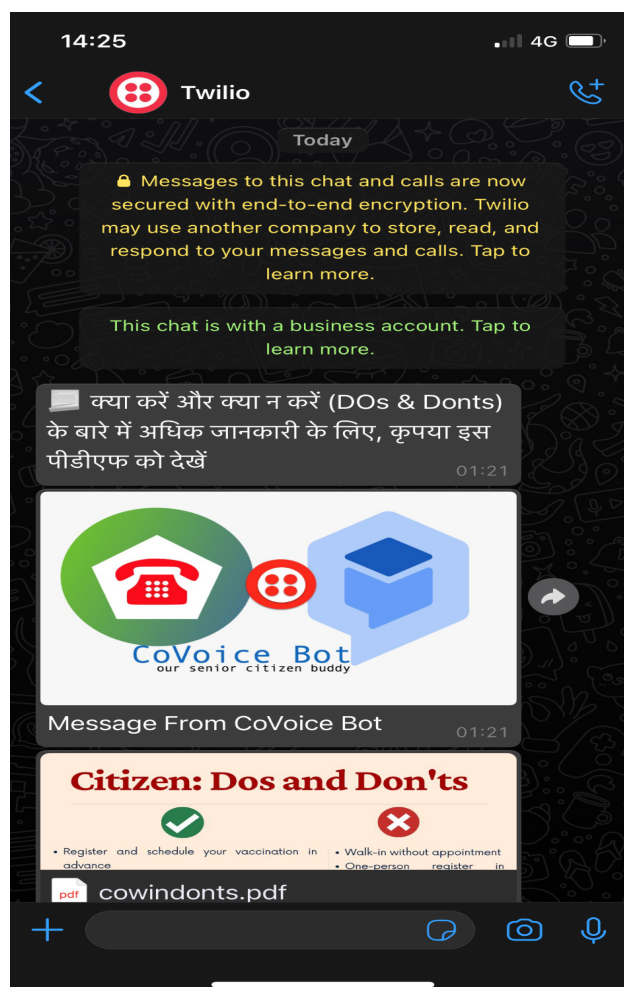 14:25
4G
Twilio
Today
Messages to this chat and calls are now
secured with end-to-end encryption. Twilio
may use another company to store, read, and
respond to your messages and calls. Tap to
learn more.
This chat is with a business account. Tap to
learn more.
क्या करें और क्या न करें (DOs & Donts)
के बारे में अधिक जानकारी के लिए, कृपया इस
पीडीएफ को देखें
01:21
CoVoice Bot
our senior citizen buddy
Message From CoVoice Bot
01:21
Citizen: Dos and Don'ts
• Register and schedule your vaccination in
advance
• Walk-in without appointment
• One-person register in
pdf
cowindonts.pdf